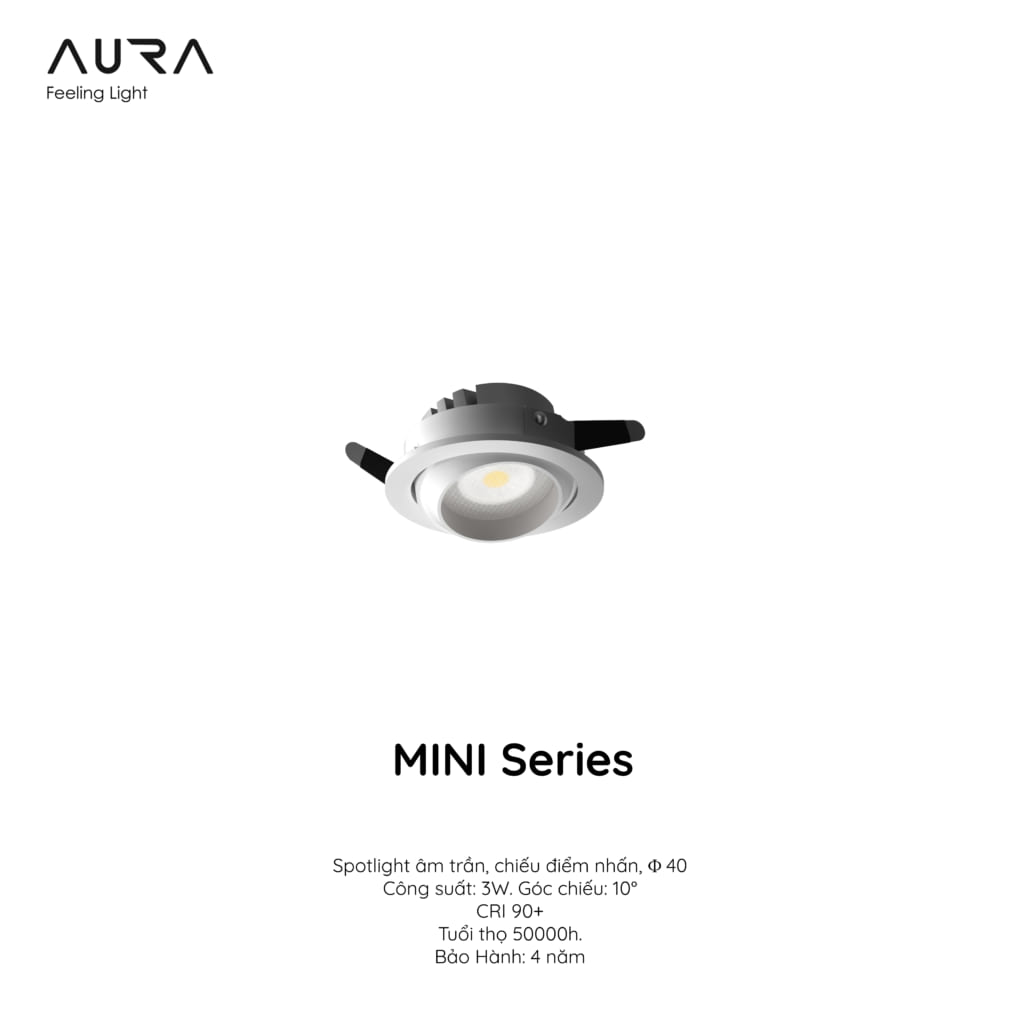 AURA
Feeling Light
MINI Series
Spotlight âm trần, chiếu điểm nhấn, Φ 40
Công suất: 3W. Góc chiếu: 10°
CRI 90+
Tuổi thọ 50000h.
Bảo Hành: 4 năm